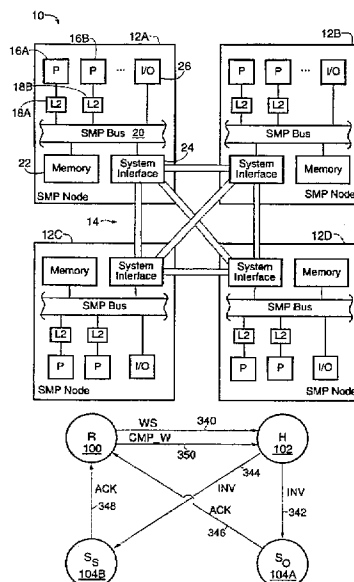 10
12A
12B
16A
16B
26
P
P
...
I/O
P
P
...
I/O
18B
L2
L2
L2
L2
18A
SMP Bus 20
SMP Bus
24
22
Memory
System Interface
System Interface
Memory
SMP Node
SMP Node
14
12C
12D
Memory
System Interface
System Interface
Memory
SMP Bus
SMP Bus
L2
L2
L2
L2
P
P
I/O
P
P
I/O
SMP Node
SMP Node
R
100
WS
340
CMP_W
350
H
102
344
ACK
348
INV
ACK
346
INV
342
SS
104B
SO
104A